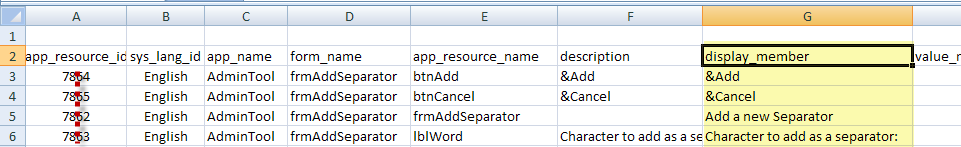 A B C D E F G
1
2 app_resource_id sys_lang_id app_name form_name app_resource_name description display_member value_r
3 7864 English AdminTool frmAddSeparator btnAdd &Add &Add
4 7865 English AdminTool frmAddSeparator btnCancel &Cancel &Cancel
5 7862 English AdminTool frmAddSeparator frmAddSeparator Add a new Separator
6 7863 English AdminTool frmAddSeparator lblWord Character to add as a se Character to add as a separator: